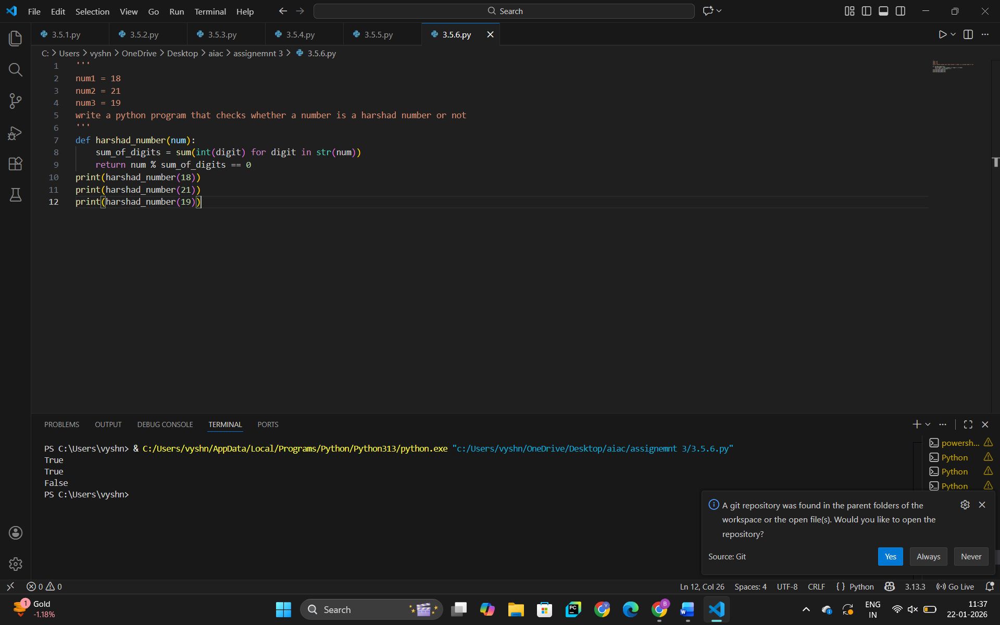 File Edit Selection View Go Run Terminal Help
Search
3.5.1.py 3.5.2.py 3.5.3.py 3.5.4.py 3.5.5.py 3.5.6.py
C: > Users > vyshn > OneDrive > Desktop > aiac > assignemnt 3 > 3.5.6.py
1 '''
2 num1 = 18
3 num2 = 21
4 num3 = 19
5 write a python program that checks whether a number is a harshad number or not
6 '''
7 def harshad_number(num):
8 sum_of_digits = sum(int(digit) for digit in str(num))
9 return num % sum_of_digits == 0
10 print(harshad_number(18))
11 print(harshad_number(21))
12 print(harshad_number(19))
PROBLEMS OUTPUT DEBUG CONSOLE TERMINAL PORTS
PS C:\Users\vyshn> & C:/Users/vyshn/AppData/Local/Programs/Python/Python313/python.exe "c:/Users/vyshn/OneDrive/Desktop/aiac/assignemnt 3/3.5.6.py"
True
True
False
PS C:\Users\vyshn>
powersh...
Python
Python
Python
A git repository was found in the parent folders of the
workspace or the open file(s). Would you like to open the
repository?
Source: Git Yes Always Never
0 0 Ln 12, Col 26 Spaces: 4 UTF-8 CRLF { } Python 3.13.3 Go Live
1 Gold
-1.18%
Search
PC V B W
ENG
IN
11:37
22-01-2026